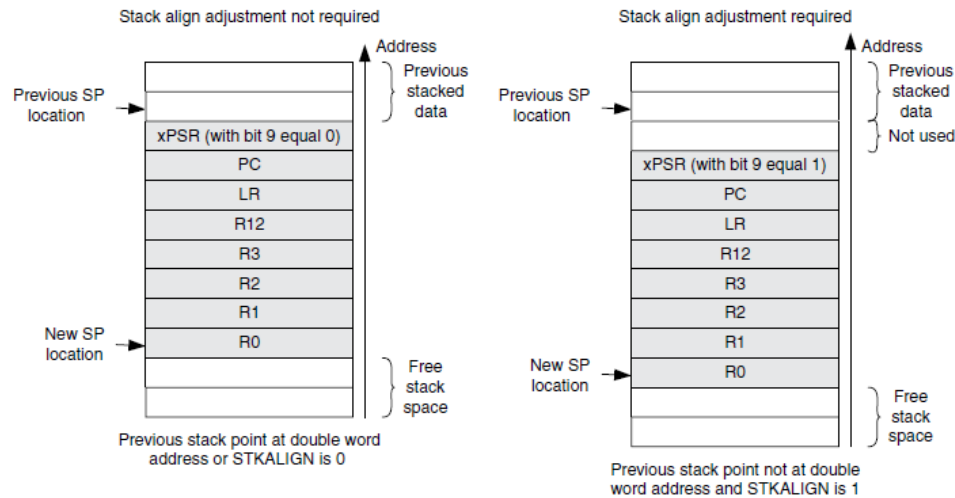 Stack align adjustment not required
Address
Previous
stacked
data
Previous SP
location
xPSR (with bit 9 equal 0)
PC
LR
R12
R3
R2
R1
R0
New SP
location
Free
stack
space
Previous stack point at double word
address or STKALIGN is 0
Stack align adjustment required
Address
Previous
stacked
data
Previous SP
location
Not used
xPSR (with bit 9 equal 1)
PC
LR
R12
R3
R2
R1
R0
New SP
location
Free
stack
space
Previous stack point not at double
word address and STKALIGN is 1